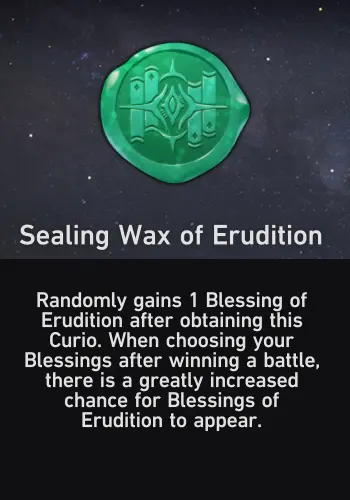 Sealing Wax of Erudition
Randomly gains 1 Blessing of
Erudition after obtaining this
Curio. When choosing your
Blessings after winning a battle,
there is a greatly increased
chance for Blessings of
Erudition to appear.